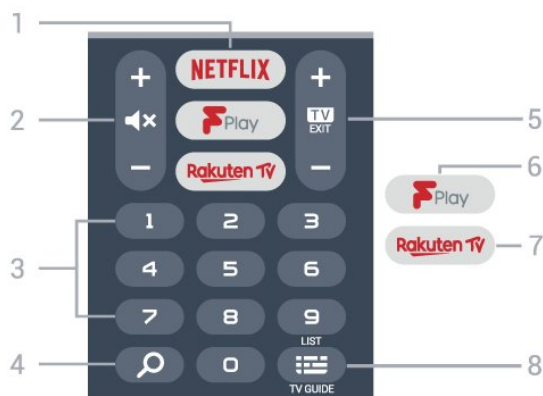 1
NETFLIX
+ +
2
TV
EXIT
5
F Play
- -
Rakuten TV
6
F Play
1 2 3
Rakuten TV
7
3
4 5 6
7 8 9
LIST
4
0
8
TV GUIDE